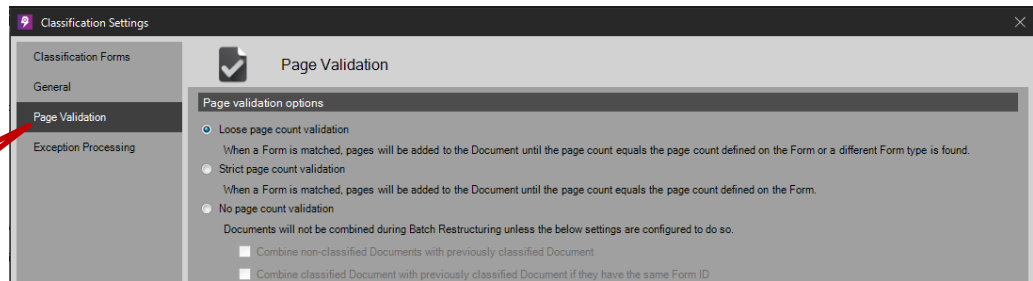 Classification Settings
Classification Forms
General
Page Validation
Exception Processing
Page Validation
Page validation options
Loose page count validation
When a Form is matched, pages will be added to the Document until the page count equals the page count defined on the Form or a different Form type is found.
Strict page count validation
When a Form is matched, pages will be added to the Document until the page count equals the page count defined on the Form.
No page count validation
Documents will not be combined during Batch Restructuring unless the below settings are configured to do so.
Combine non-classified Documents with previously classified Document
Combine classified Document with previously classified Document if they have the same Form ID